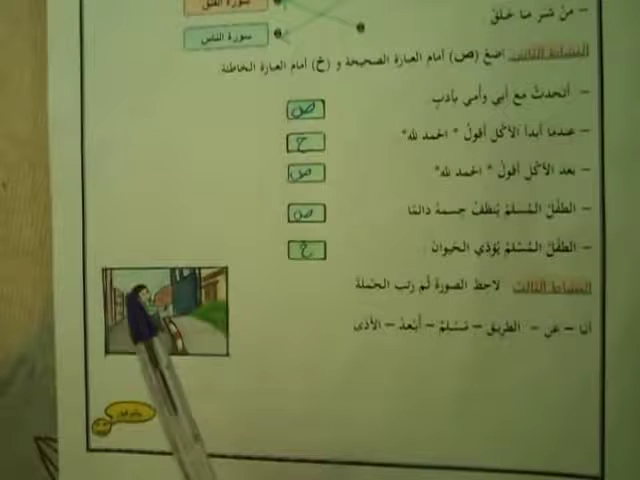 سورة الفلق
- من شر ما خلق
سورة الناس
النشاط الثاني: أضع (ص) أمام العبارة الصحيحة و (خ) أمام العبارة الخاطئة
- أتحدث مع أبي وأمي بأدب ص
- عندما أبدأ الأكل أقول " الحمد لله" خ
- بعد الأكل أقول " الحمد لله" ص
- الطفل المسلم ينظف جسمه دائما ص
- الطفل المسلم يؤذي الحيوان خ
النشاط الثالث: لاحظ الصورة ثم رتب الجملة
أنا – عن – الطريق – مسلم – أبعد – الأذى
بالتوفيق